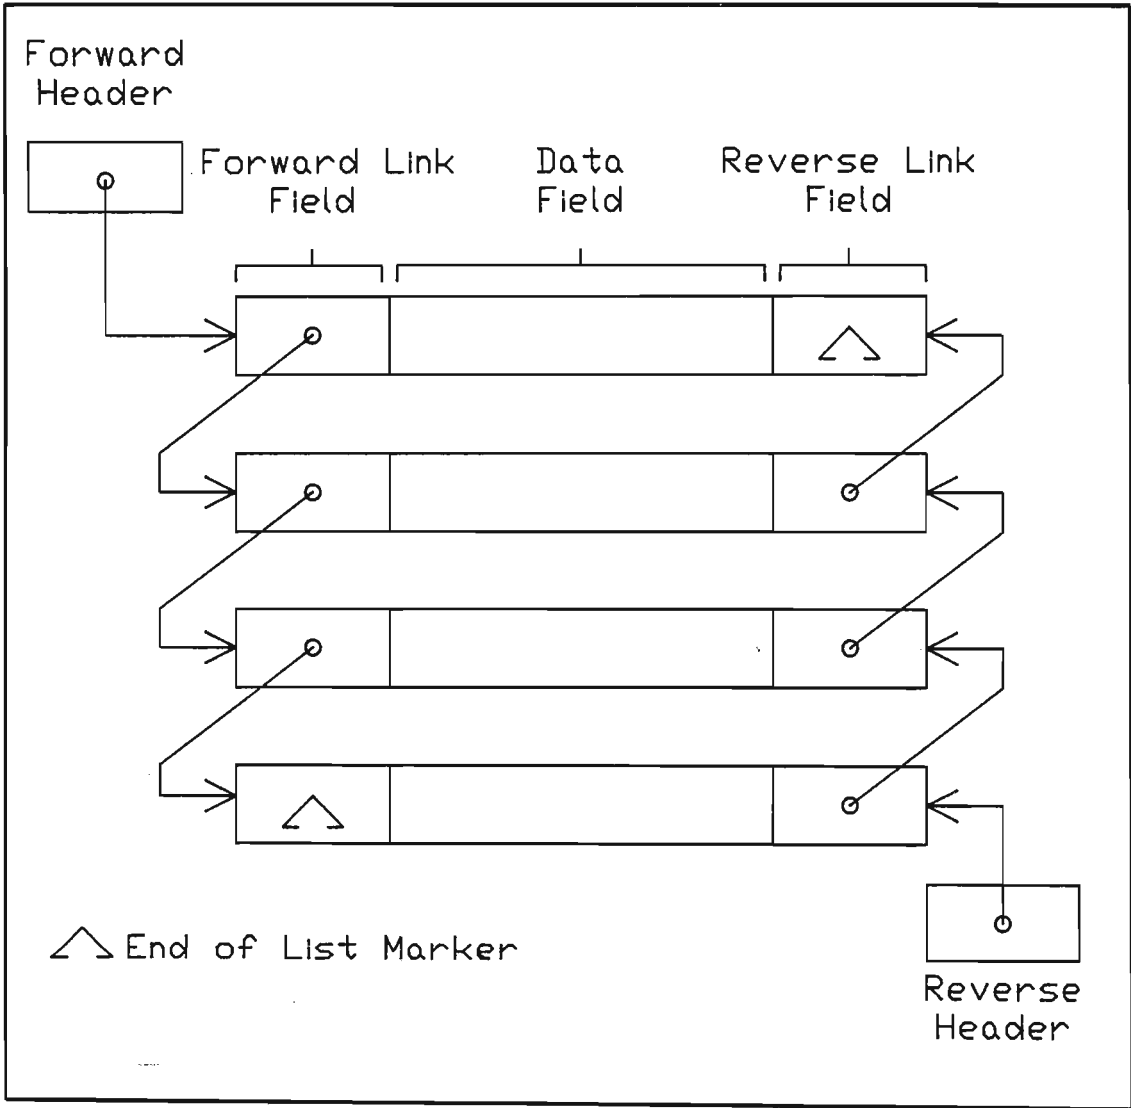 Forward
Header
Forward Link
Field
Data
Field
Reverse Link
Field
End of List Marker
Reverse
Header